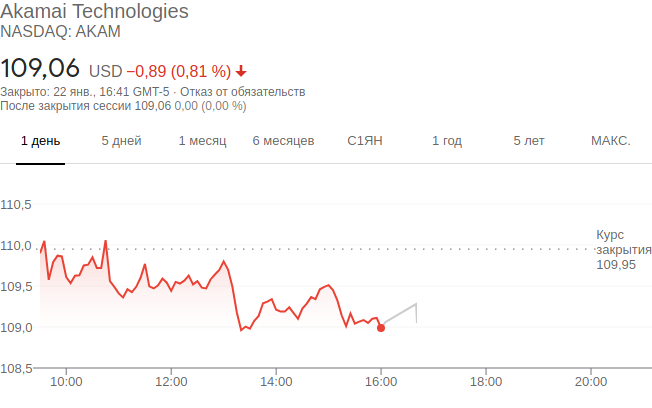 Akamai Technologies
NASDAQ: AKAM
109,06 USD −0,89 (0,81 %)
Закрыто: 22 янв., 16:41 GMT-5 · Отказ от обязательств
После закрытия сессии 109,06 0,00 (0,00 %)
1 день 5 дней 1 месяц 6 месяцев С1ЯН 1 год 5 лет МАКС.
110,5
Курс
закрытия
109,95
110,0
109,5
109,0
108,5
10:00 12:00 14:00 16:00 18:00 20:00